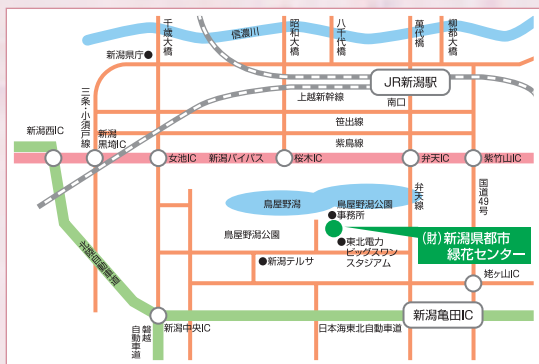 千歳大橋
信濃川
昭和大橋
八千代橋
萬代橋
柳都大橋
新潟県庁
JR新潟駅
上越新幹線
南口
三条・小須戸線
笹出線
新潟西IC
新潟黒埼IC
紫鳥線
女池IC
新潟バイパス
桜木IC
弁天IC
紫竹山IC
弁天線
国道49号
鳥屋野潟
鳥屋野潟公園
事務所
鳥屋野潟公園
東北電力
ビッグスワン
スタジアム
(財)新潟県都市
緑花センター
新潟テルサ
北陸自動車道
姥ヶ山IC
新潟亀田IC
新潟中央IC
日本海東北自動車道
磐越
自動車道